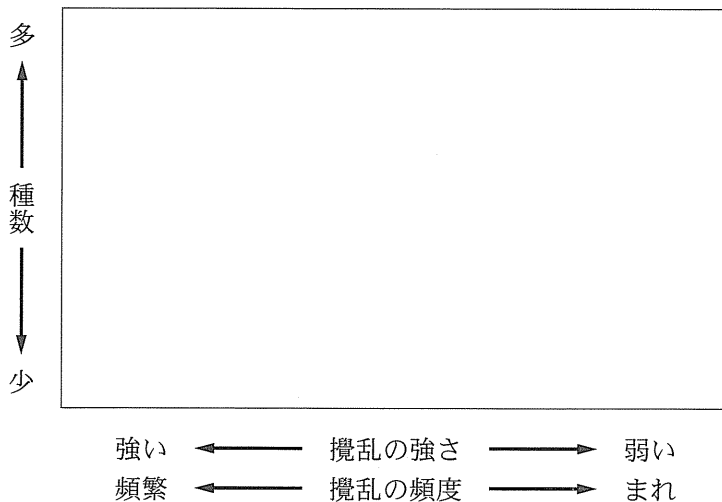 多
種数
少
強い 攪乱の強さ 弱い
頻繁 攪乱の頻度 まれ